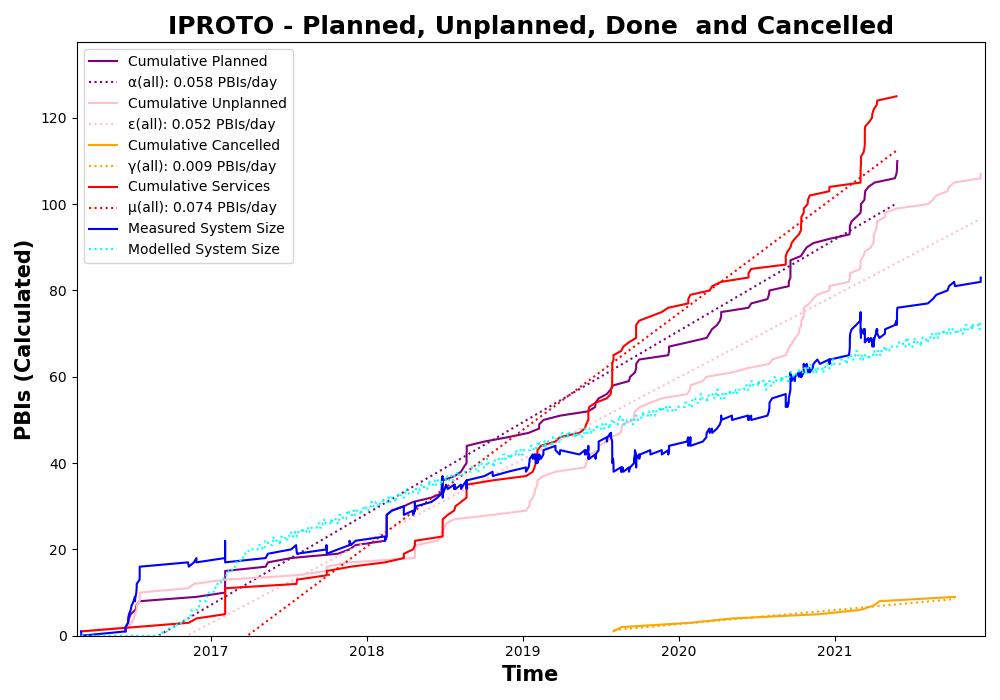 IPROTO - Planned, Unplanned, Done  and Cancelled
Cumulative Planned
α(all): 0.058 PBIs/day
Cumulative Unplanned
ε(all): 0.052 PBIs/day
Cumulative Cancelled
γ(all): 0.009 PBIs/day
Cumulative Services
μ(all): 0.074 PBIs/day
Measured System Size
Modelled System Size
PBIs (Calculated)
120
100
80
60
40
20
0
2017 2018 2019 2020 2021
Time